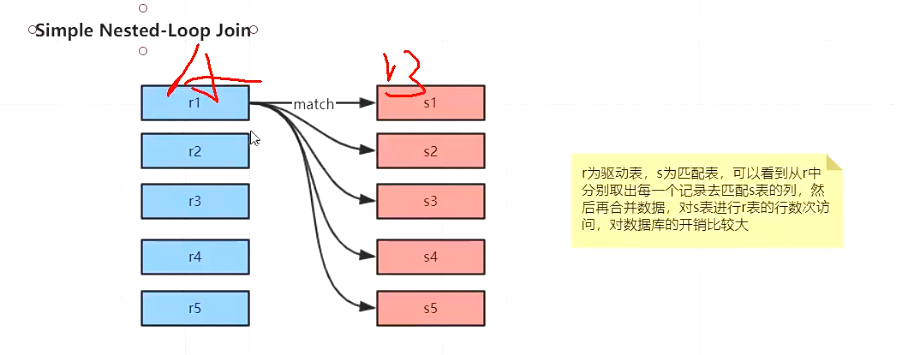 Simple Nested-Loop Join
A
B
r1
match
s1
r2
s2
r3
s3
r4
s4
r5
s5
r为驱动表，s为匹配表，可以看到从r中
分别取出每一个记录去匹配s表的列，然
后再合并数据，对s表进行r表的行数次访
问，对数据库的开销比较大